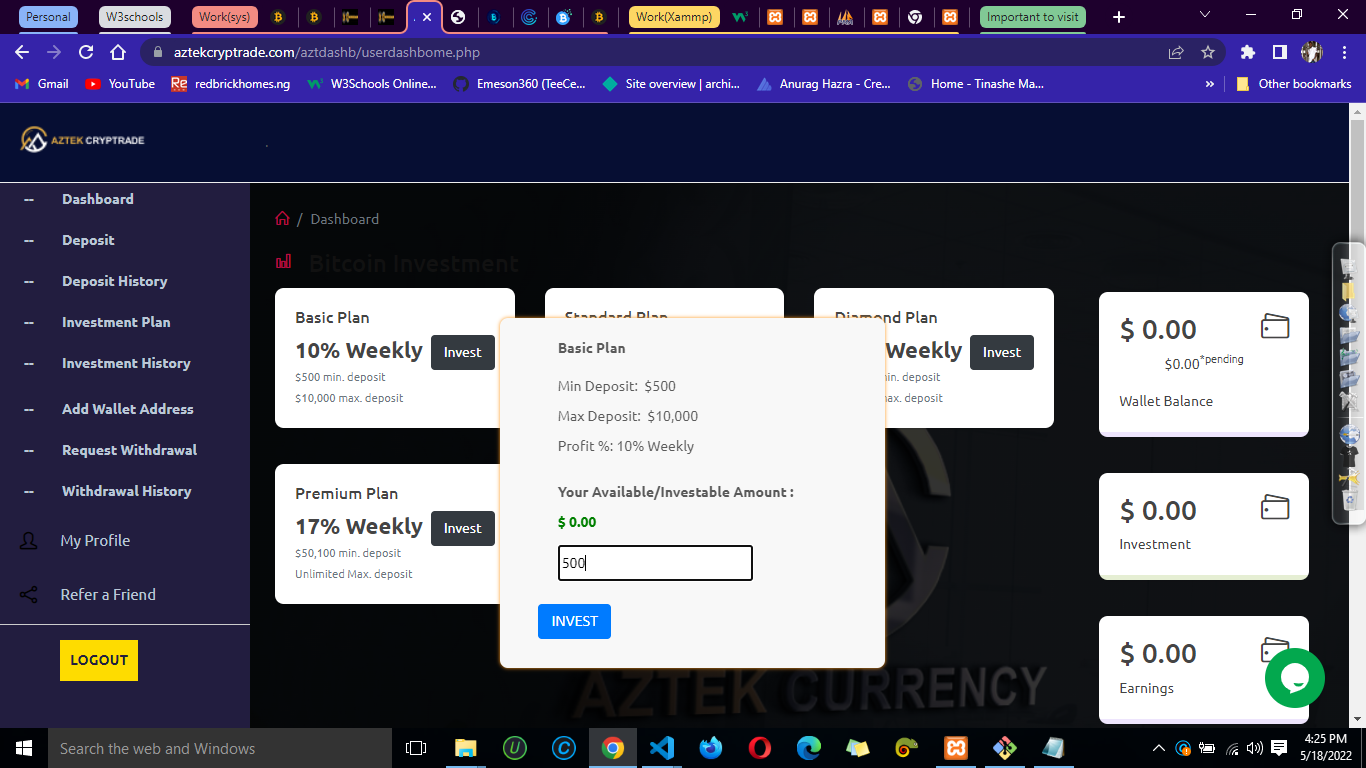 Personal
W3schools
Work(sys)
Work(Xammp)
Important to visit
aztekcryptrade.com/aztdashb/userdashbome.php
Gmail
YouTube
redbrickhomes.ng
W3Schools Online...
Emeson360 (TeeCe...
Site overview | archi...
Anurag Hazra - Cre...
Home - Tinashe Ma...
»
Other bookmarks
AZTEK CRYPTRADE
-- Dashboard
-- Deposit
-- Deposit History
-- Investment Plan
-- Investment History
-- Add Wallet Address
-- Request Withdrawal
-- Withdrawal History
My Profile
Refer a Friend
LOGOUT
/ Dashboard
Bitcoin Investment
Basic Plan
10% Weekly
Invest
$500 min. deposit
$10,000 max. deposit
Standard Plan
Diamond Plan
Weekly
Invest
min. deposit
max. deposit
Premium Plan
17% Weekly
Invest
$50,100 min. deposit
Unlimited Max. deposit
Basic Plan
Min Deposit: $500
Max Deposit: $10,000
Profit %: 10% Weekly
Your Available/Investable Amount :
$ 0.00
500
INVEST
$ 0.00
$0.00*pending
Wallet Balance
$ 0.00
Investment
$ 0.00
Earnings
AZTEK CURRENCY
Search the web and Windows
4:25 PM
5/18/2022